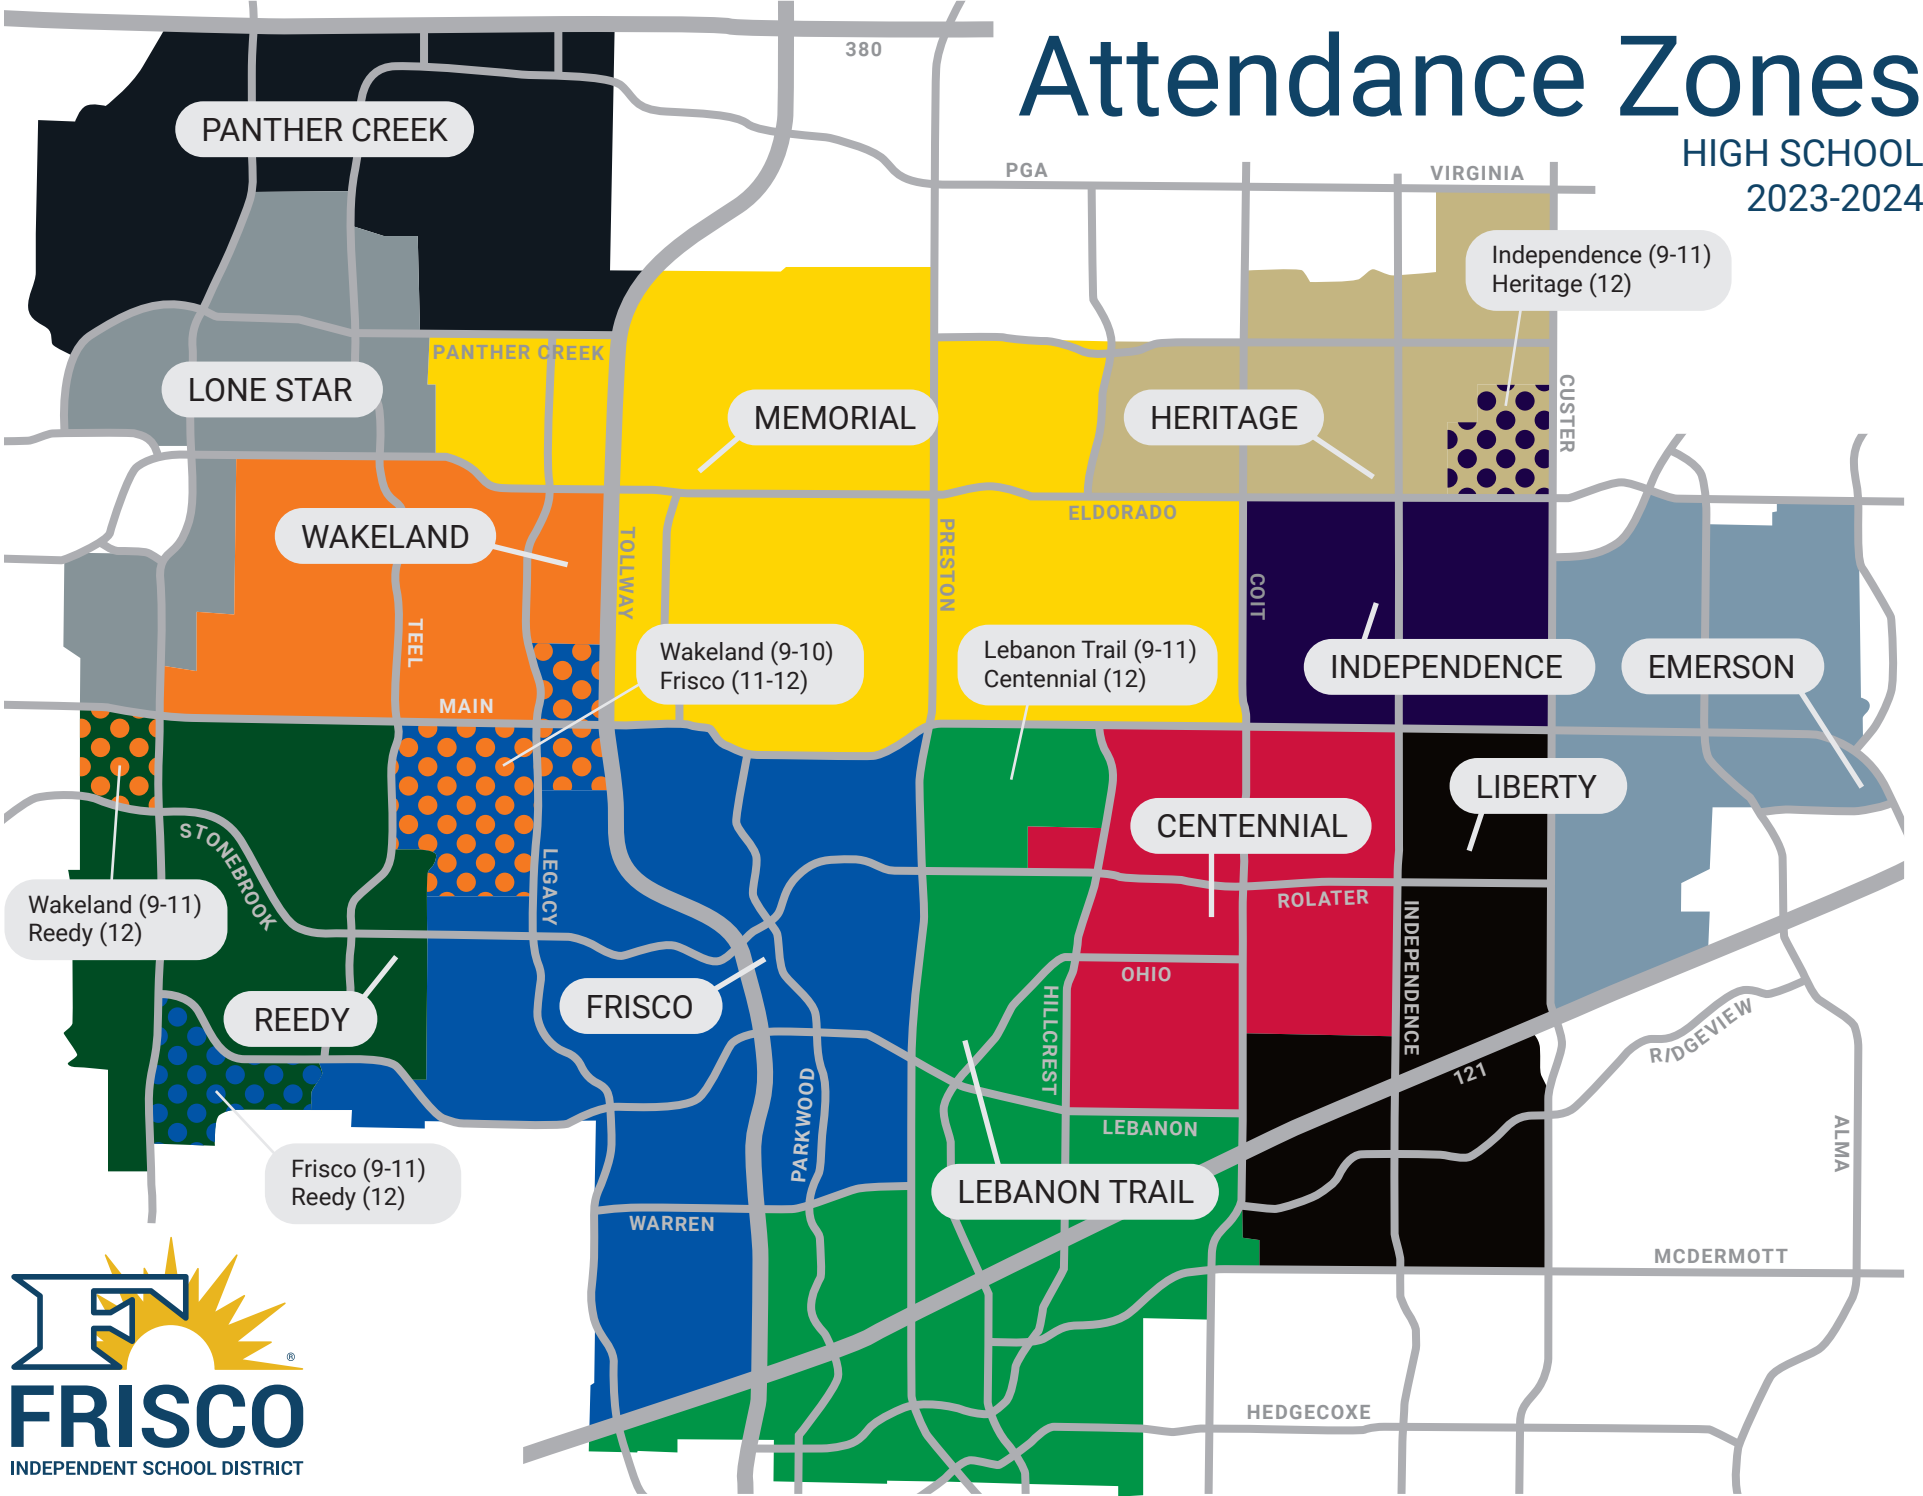 Attendance Zones
HIGH SCHOOL
2023-2024
380
PGA
VIRGINIA
PANTHER CREEK
Independence (9-11)
Heritage (12)
PANTHER CREEK
LONE STAR
MEMORIAL
HERITAGE
CUSTER
WAKELAND
TOLLWAY
PRESTON
ELDORADO
COIT
TEEL
Wakeland (9-10)
Frisco (11-12)
Lebanon Trail (9-11)
Centennial (12)
INDEPENDENCE
EMERSON
MAIN
LIBERTY
CENTENNIAL
STONEBROOK
LEGACY
Wakeland (9-11)
Reedy (12)
ROLATER
INDEPENDENCE
OHIO
HILLCREST
REEDY
FRISCO
RIDGEVIEW
121
PARKWOOD
LEBANON
ALMA
Frisco (9-11)
Reedy (12)
LEBANON TRAIL
WARREN
MCDERMOTT
HEDGECOXE
F
®
FRISCO
INDEPENDENT SCHOOL DISTRICT